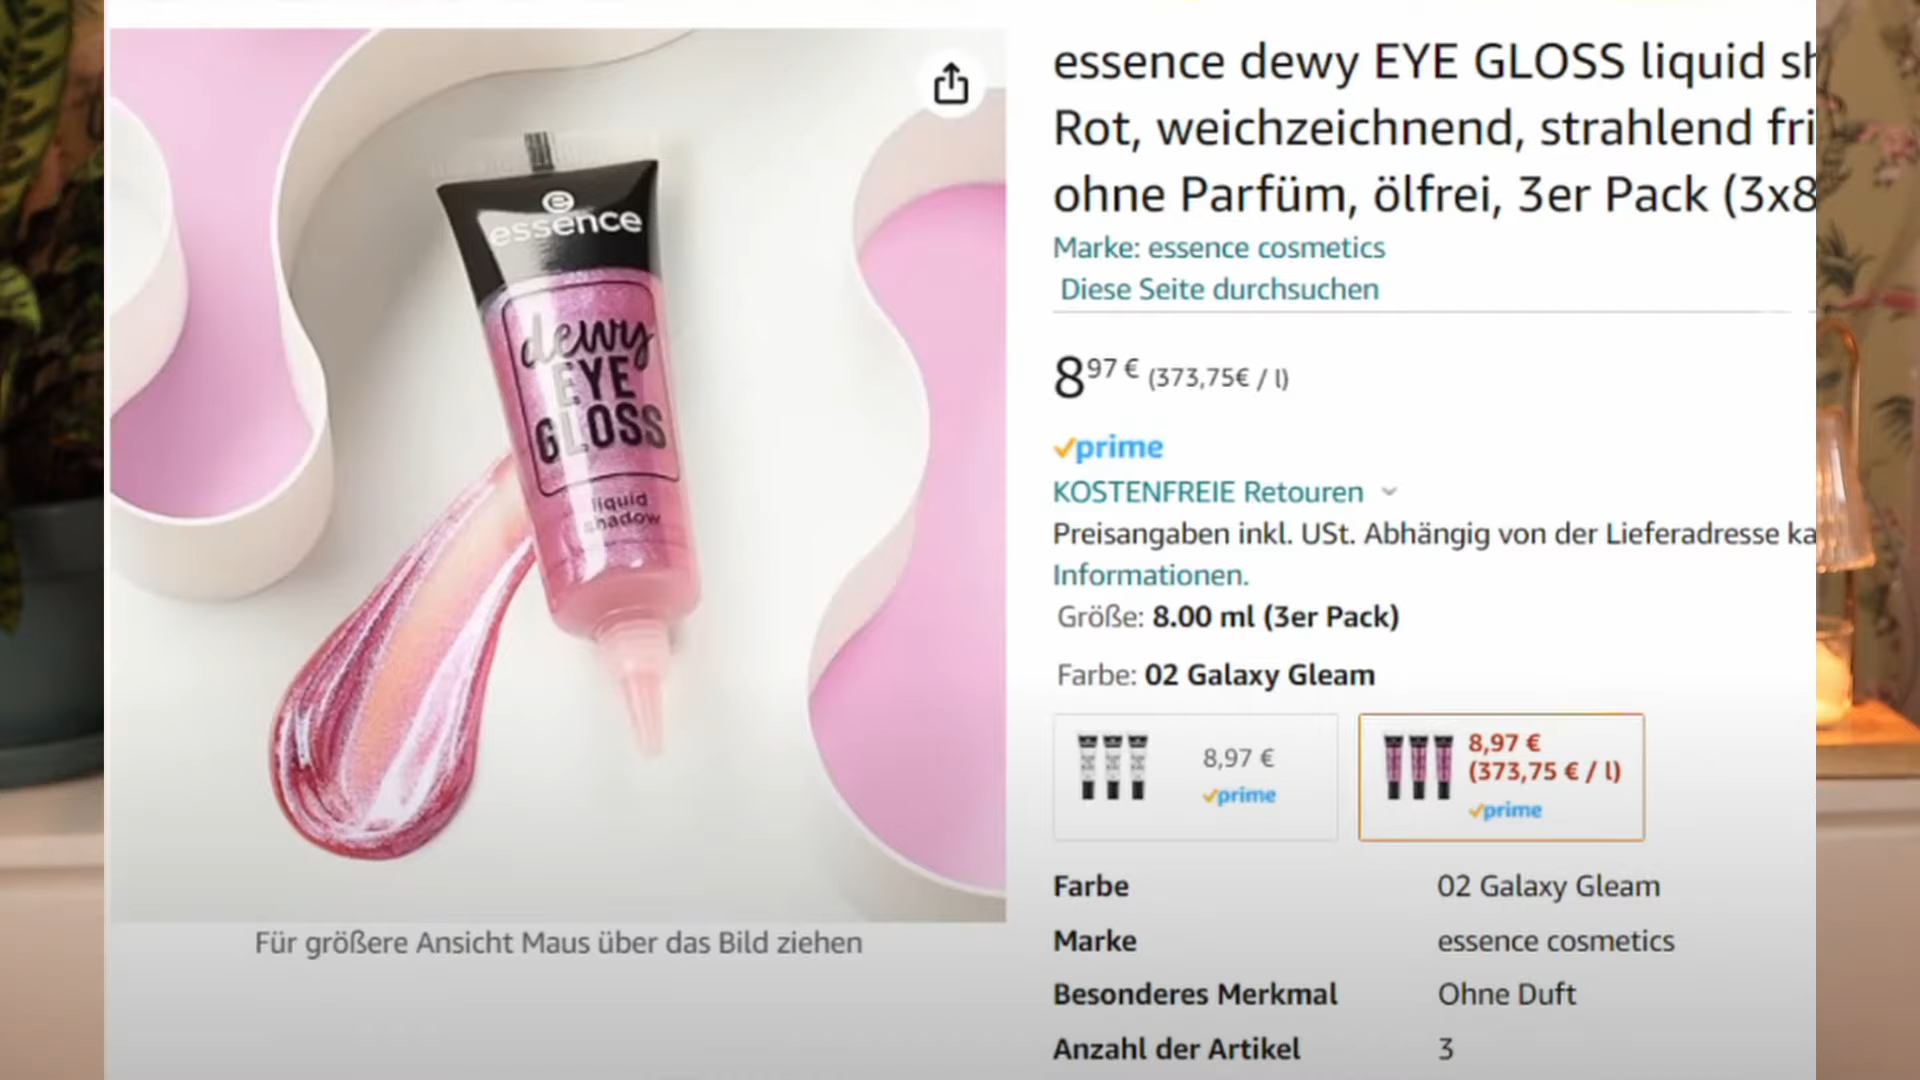 essence
dewy
EYE
GLOSS
liquid
shadow
Für größere Ansicht Maus über das Bild ziehen
essence dewy EYE GLOSS liquid sh
Rot, weichzeichnend, strahlend fri
ohne Parfüm, ölfrei, 3er Pack (3x8
Marke: essence cosmetics
Diese Seite durchsuchen
8 97 € (373,75€ / l)
prime
KOSTENFREIE Retouren
Preisangaben inkl. USt. Abhängig von der Lieferadresse ka
Informationen.
Größe: 8.00 ml (3er Pack)
Farbe: 02 Galaxy Gleam
8,97 €
prime
8,97 €
(373,75 € / l)
prime
Farbe 02 Galaxy Gleam
Marke essence cosmetics
Besonderes Merkmal Ohne Duft
Anzahl der Artikel 3